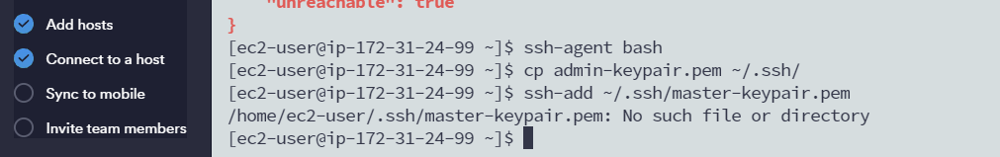 "unreachable": true
}
Add hosts
Connect to a host
Sync to mobile
Invite team members
[ec2-user@ip-172-31-24-99 ~]$ ssh-agent bash
[ec2-user@ip-172-31-24-99 ~]$ cp admin-keypair.pem ~/.ssh/
[ec2-user@ip-172-31-24-99 ~]$ ssh-add ~/.ssh/master-keypair.pem
/home/ec2-user/.ssh/master-keypair.pem: No such file or directory
[ec2-user@ip-172-31-24-99 ~]$